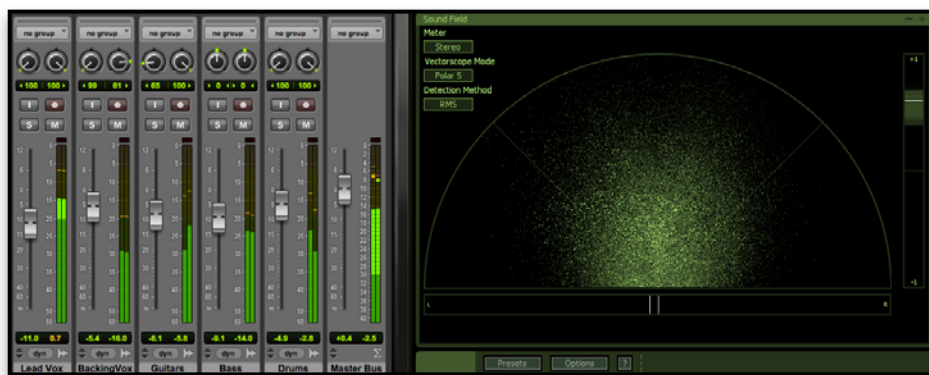 no group no group no group no group no group no group
100 100 99 61 65 100 0 0 100 100
I I I I I
S M S M S M S M S M
-11.0 0.7 -5.4 -16.0 -8.1 -5.8 -9.1 -14.0 -4.9 -2.8 +0.4 -2.5
dyn dyn dyn dyn dyn Σ
Lead Vox BackingVox Guitars Bass Drums Master Bus
Sound Field
Meter
Stereo
Vectorscope Mode
Polar S
Detection Method
RMS
+1
-1
L R
Presets Options ?